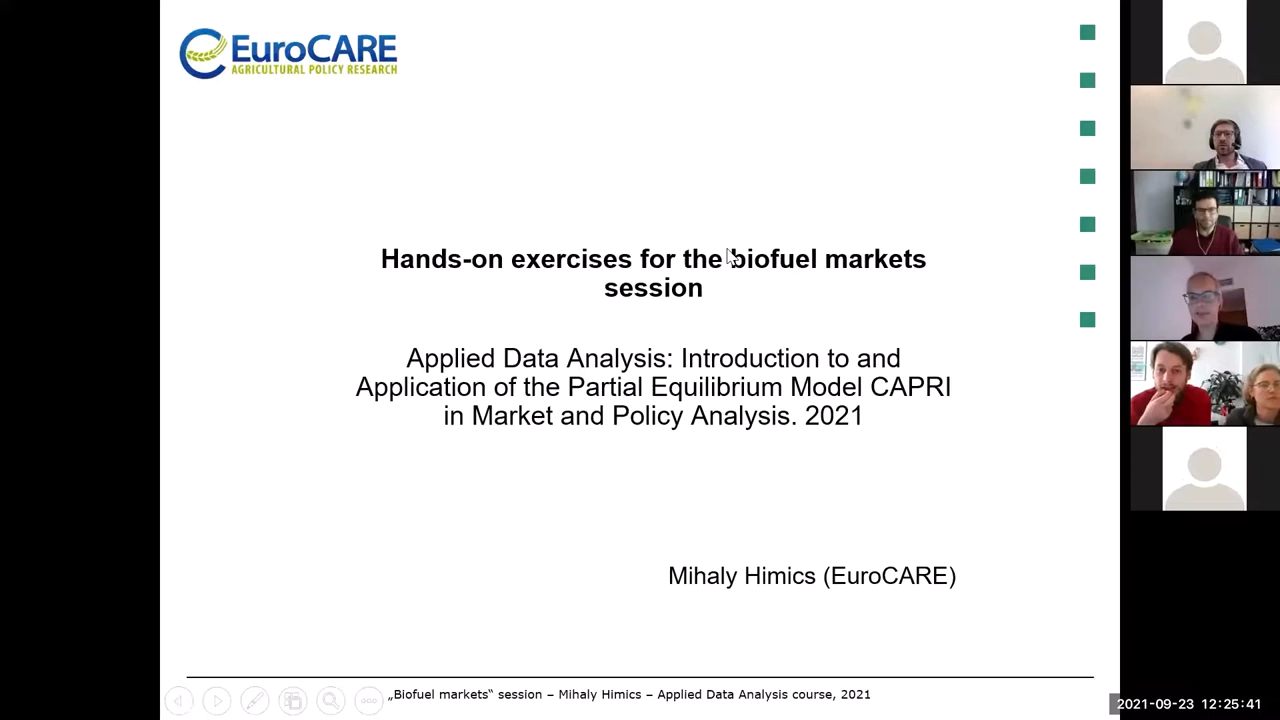 EuroCARE
AGRICULTURAL POLICY RESEARCH
Hands-on exercises for the biofuel markets
session
Applied Data Analysis: Introduction to and
Application of the Partial Equilibrium Model CAPRI
in Market and Policy Analysis. 2021
Mihaly Himics (EuroCARE)
„Biofuel markets“ session – Mihaly Himics – Applied Data Analysis course, 2021
2021-09-23 12:25:41